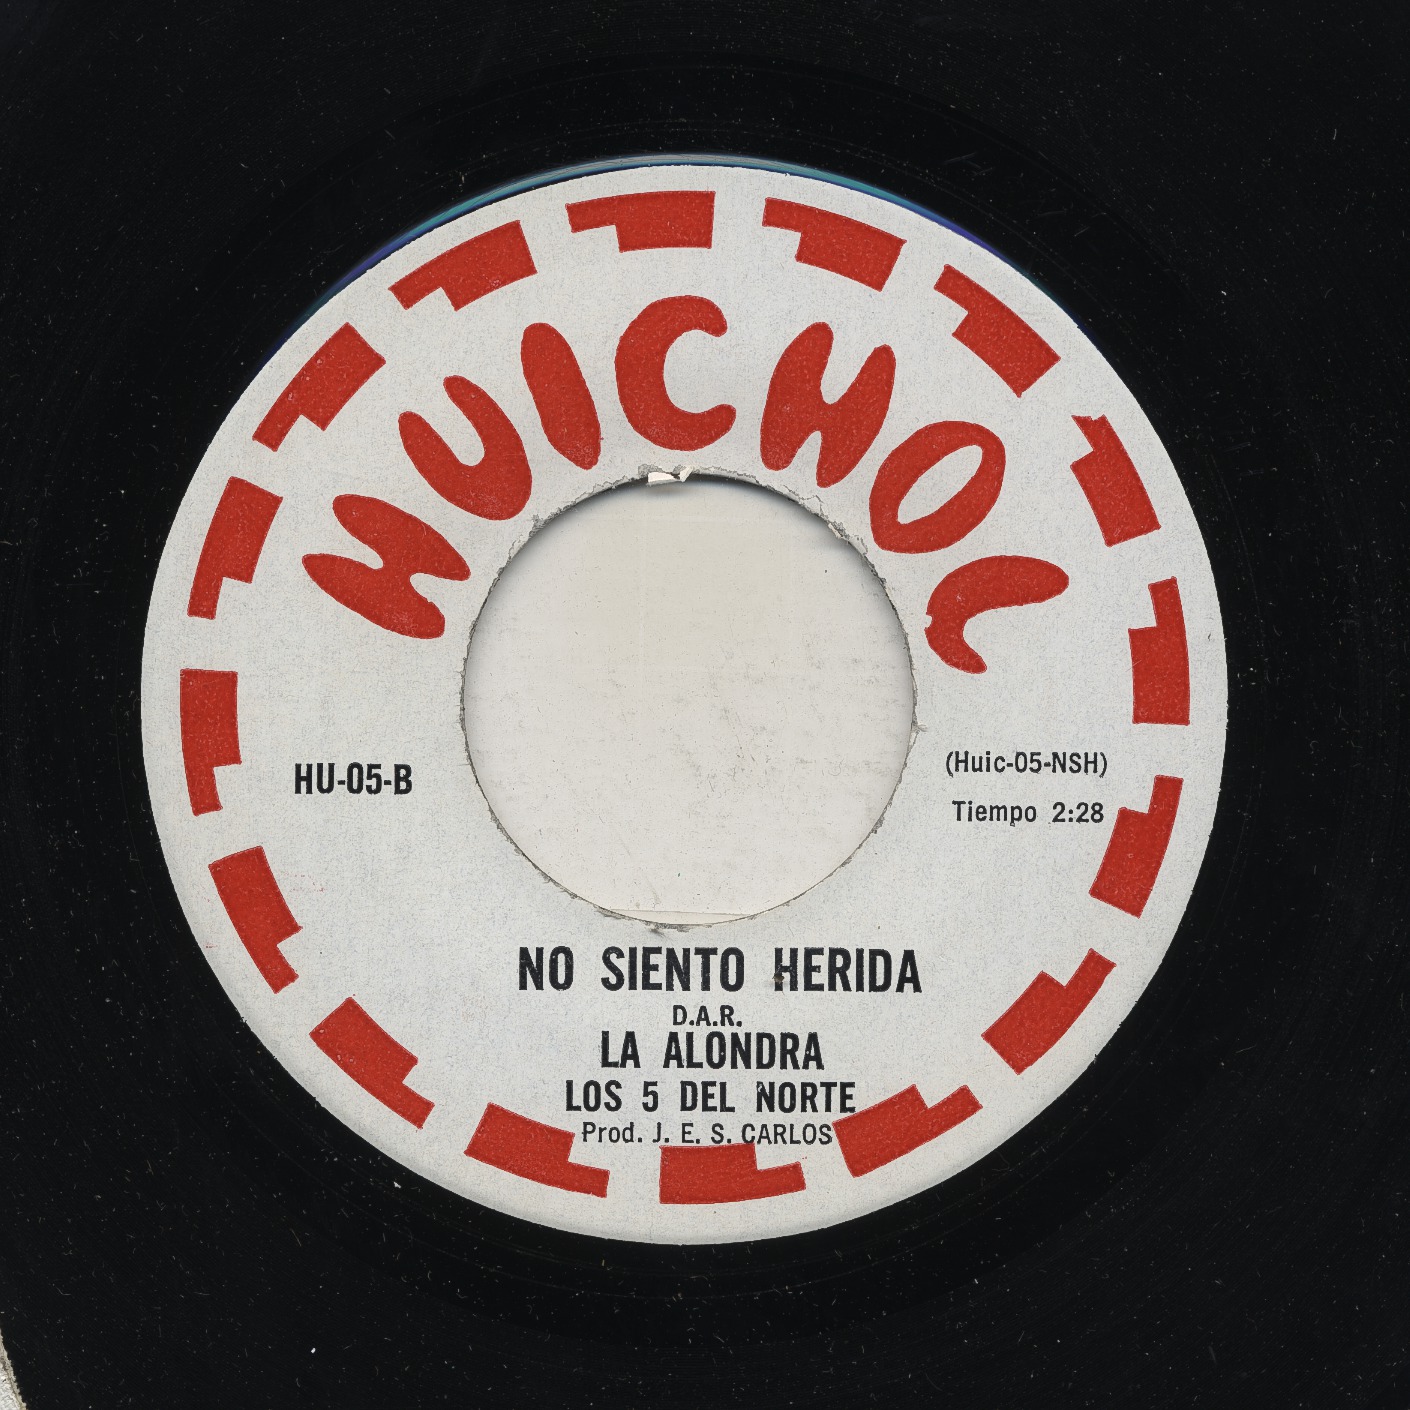 HUICHOL
HU-05-B
(Huic-05-NSH)
Tiempo 2:28
NO SIENTO HERIDA
D.A.R.
LA ALONDRA
LOS 5 DEL NORTE
Prod. J. E. S. CARLOS